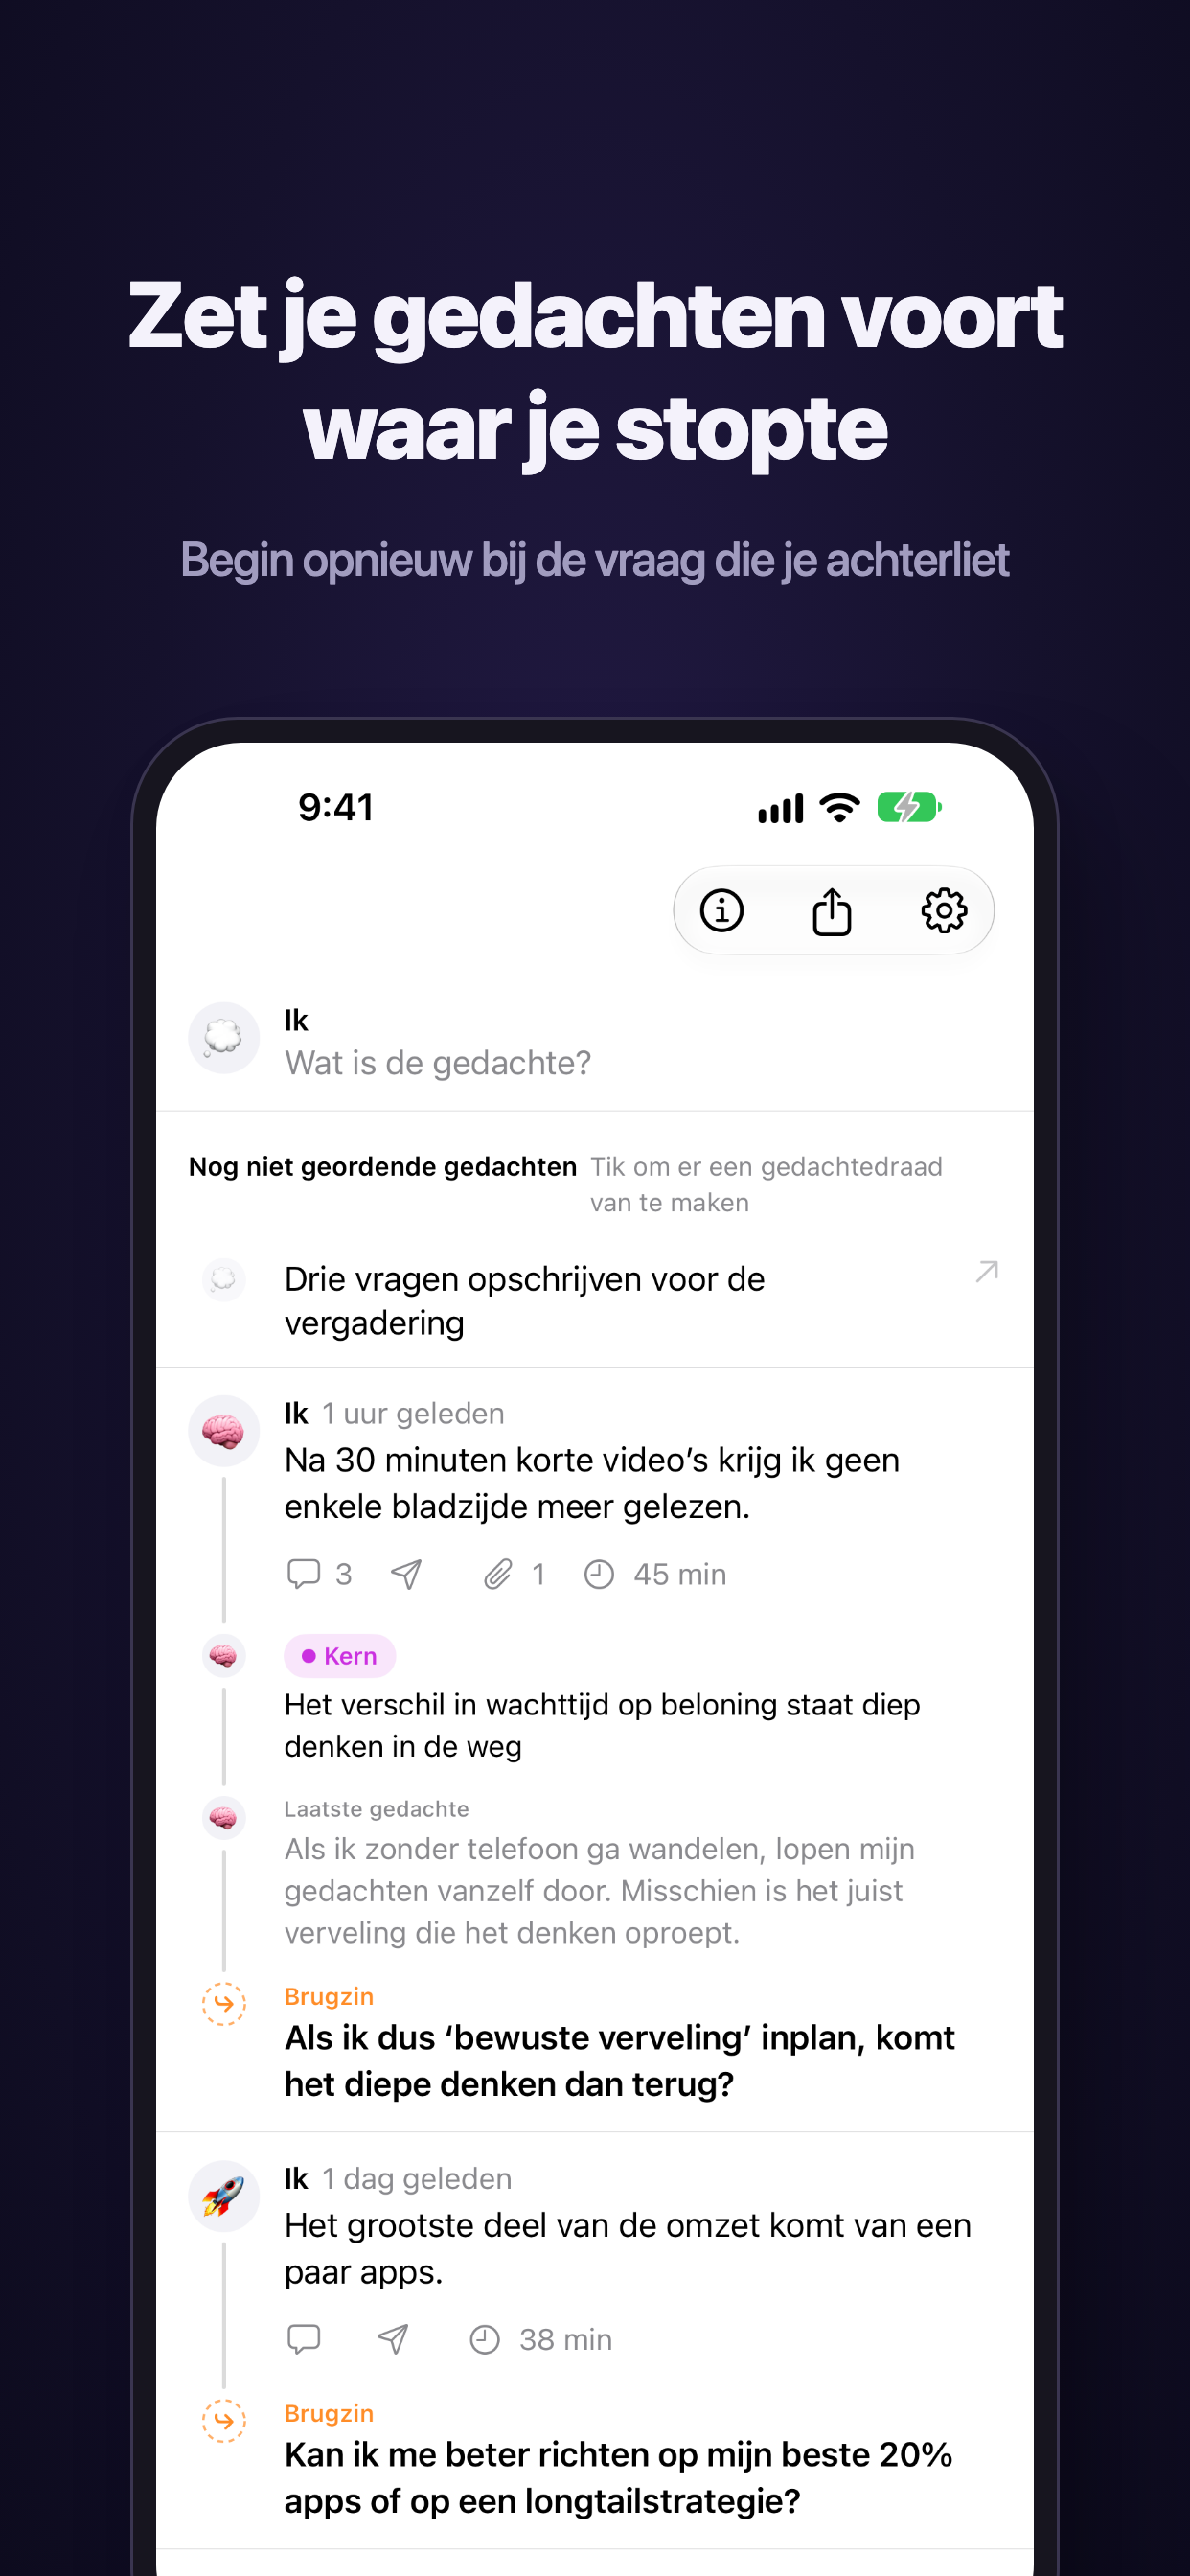 Zet je gedachten voort
waar je stopte
Begin opnieuw bij de vraag die je achterliet
9:41
Ik
Wat is de gedachte?
Nog niet geordende gedachten
Tik om er een gedachtedraad
van te maken
Drie vragen opschrijven voor de
vergadering
Ik 1 uur geleden
Na 30 minuten korte video’s krijg ik geen
enkele bladzijde meer gelezen.
3 1 45 min
Kern
Het verschil in wachttijd op beloning staat diep
denken in de weg
Laatste gedachte
Als ik zonder telefoon ga wandelen, lopen mijn
gedachten vanzelf door. Misschien is het juist
verveling die het denken oproept.
Brugzin
Als ik dus ‘bewuste verveling’ inplan, komt
het diepe denken dan terug?
Ik 1 dag geleden
Het grootste deel van de omzet komt van een
paar apps.
38 min
Brugzin
Kan ik me beter richten op mijn beste 20%
apps of op een longtailstrategie?